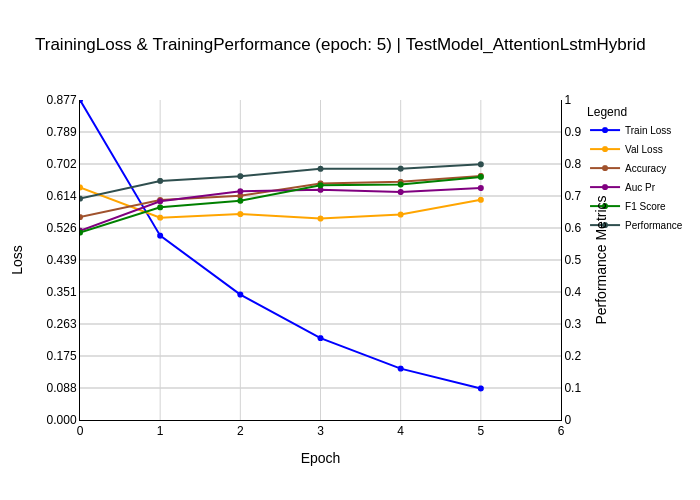 TrainingLoss & TrainingPerformance (epoch: 5) | TestModel_AttentionLstmHybrid
0.877
0.789
0.702
0.614
0.526
0.439
0.351
0.263
0.175
0.088
0.000
Loss
0
1
2
3
4
5
6
Epoch
1
0.9
0.8
0.7
0.6
0.5
0.4
0.3
0.2
0.1
0
Performance Metrics
Legend
Train Loss
Val Loss
Accuracy
Auc Pr
F1 Score
Performance